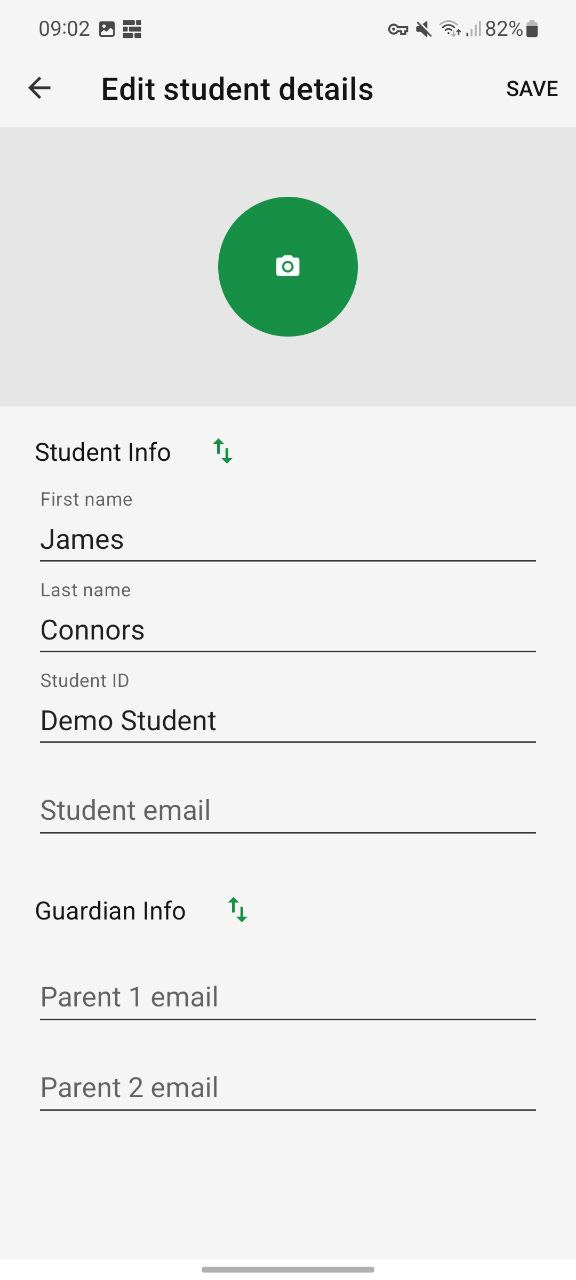 09:02 82%
Edit student details SAVE
Student Info
First name
James
Last name
Connors
Student ID
Demo Student
Student email
Guardian Info
Parent 1 email
Parent 2 email